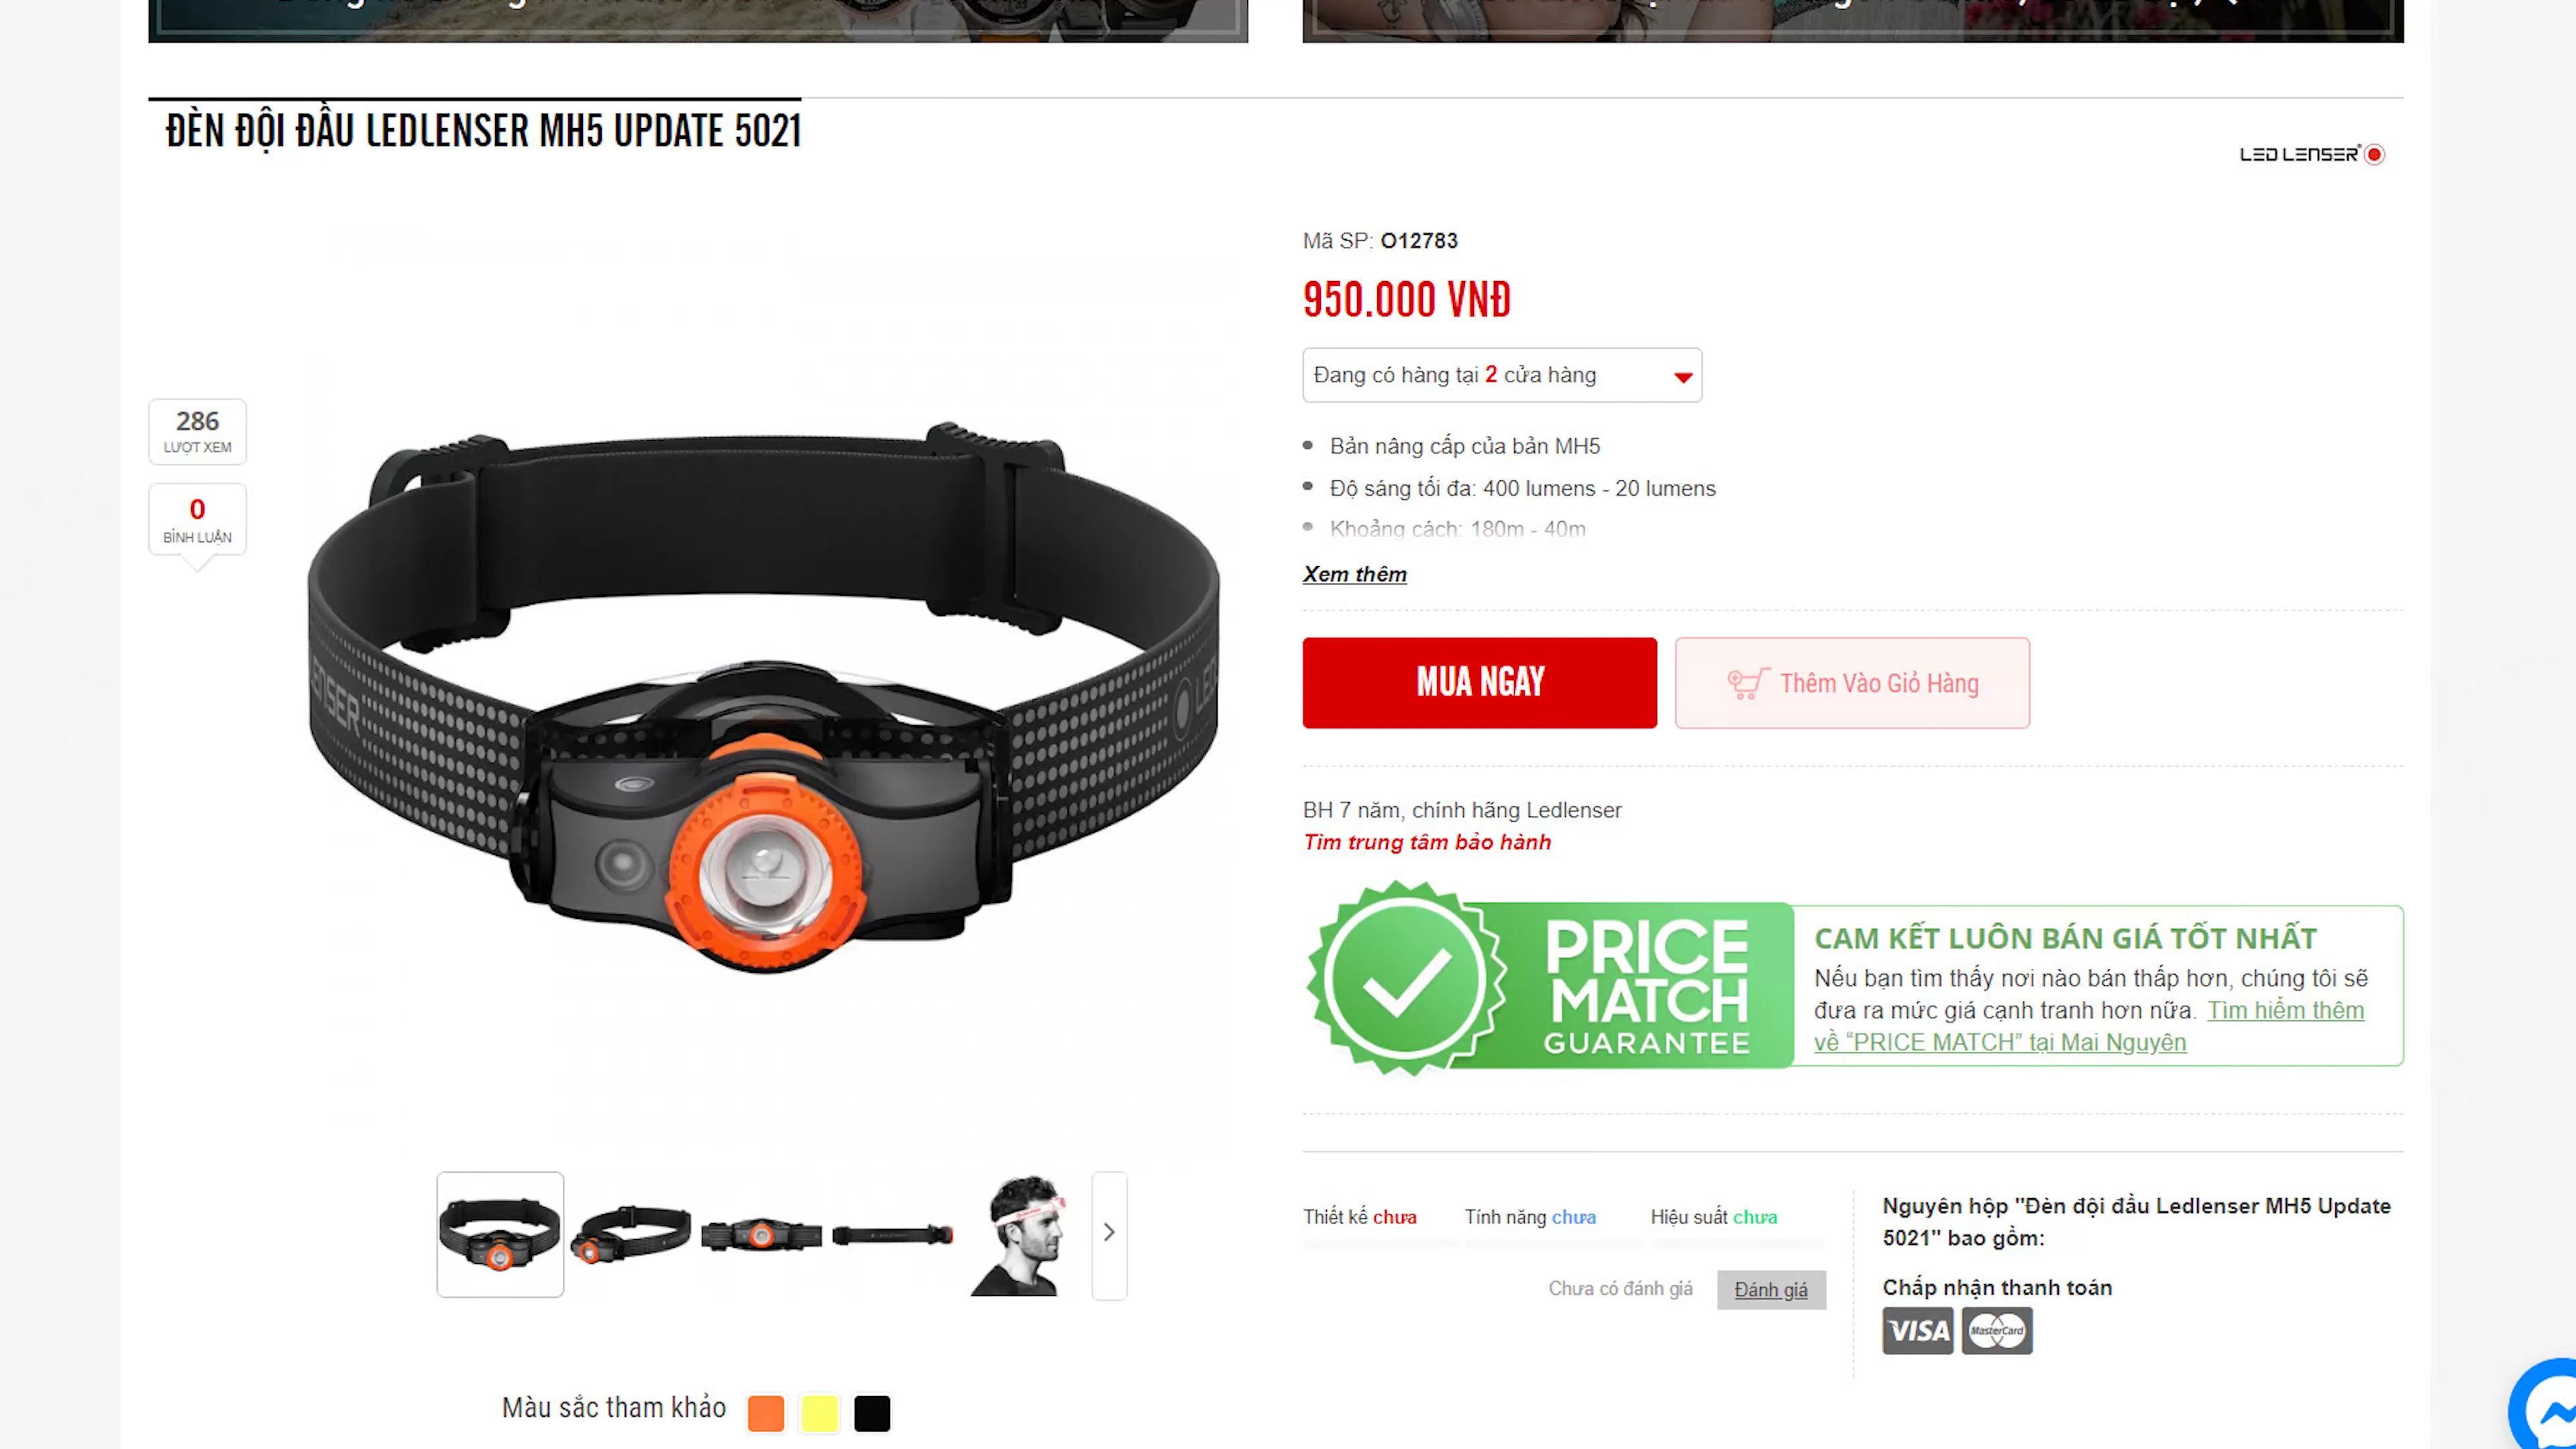 ĐÈN ĐỘI ĐẦU LEDLENSER MH5 UPDATE 5021
LED LENSER®
Mã SP: O12783
950.000 VNĐ
Đang có hàng tại 2 cửa hàng
286
LƯỢT XEM
0
BÌNH LUẬN
Bản nâng cấp của bản MH5
Độ sáng tối đa: 400 lumens - 20 lumens
Khoảng cách: 180m - 40m
Xem thêm
MUA NGAY
Thêm Vào Giỏ Hàng
BH 7 năm, chính hãng Ledlenser
Tìm trung tâm bảo hành
PRICE
MATCH
GUARANTEE
CAM KẾT LUÔN BÁN GIÁ TỐT NHẤT
Nếu bạn tìm thấy nơi nào bán thấp hơn, chúng tôi sẽ
đưa ra mức giá cạnh tranh hơn nữa. Tìm hiểm thêm
về “PRICE MATCH” tại Mai Nguyên
Thiết kế chưa
Tính năng chưa
Hiệu suất chưa
Chưa có đánh giá
Đánh giá
Nguyên hộp "Đèn đội đầu Ledlenser MH5 Update
5021" bao gồm:
Chấp nhận thanh toán
VISA
MasterCard
Màu sắc tham khảo